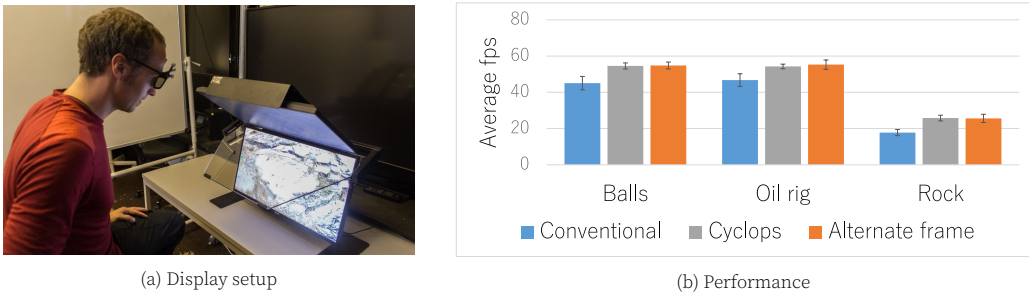 80
60
40
20
0
Average fps
Balls Oil rig Rock
Conventional Cyclops Alternate frame
(a) Display setup
(b) Performance